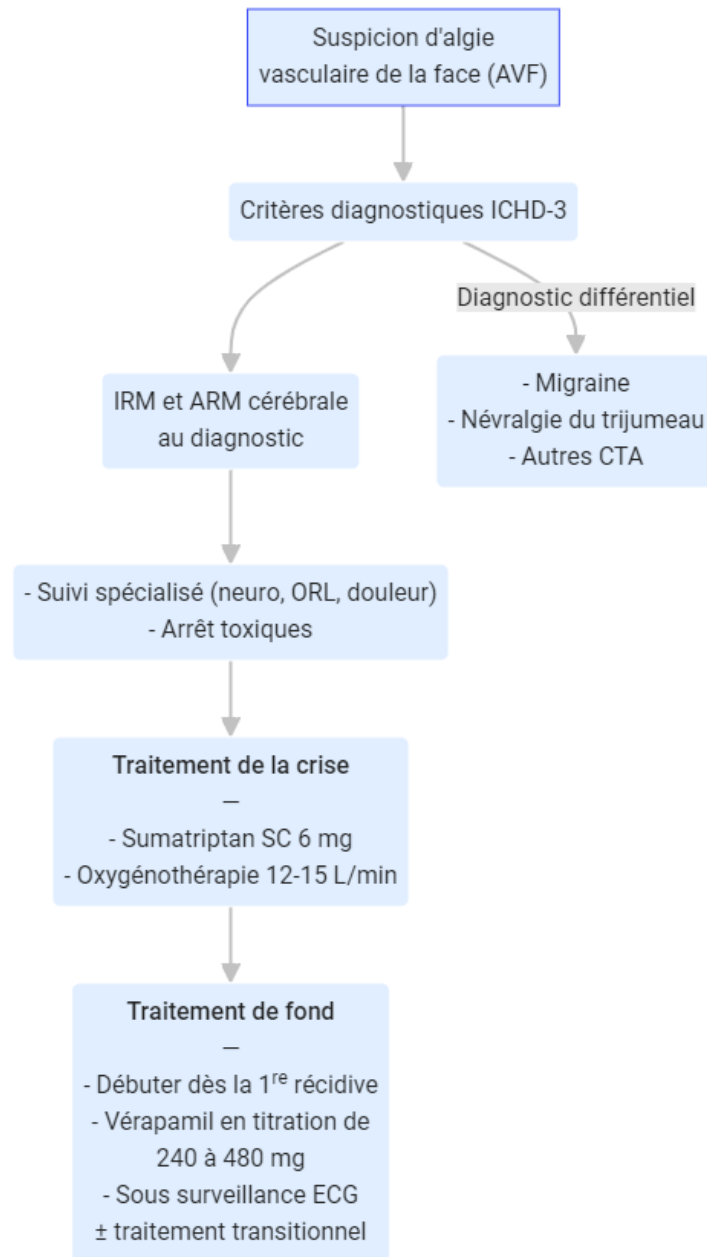 Suspicion d'algie
vasculaire de la face (AVF)
Critères diagnostiques ICHD-3
Diagnostic différentiel
IRM et ARM cérébrale
au diagnostic
- Migraine
- Névralgie du trijumeau
- Autres CTA
- Suivi spécialisé (neuro, ORL, douleur)
- Arrêt toxiques
Traitement de la crise
—
- Sumatriptan SC 6 mg
- Oxygénothérapie 12-15 L/min
Traitement de fond
—
- Débuter dès la 1re récidive
- Vérapamil en titration de
240 à 480 mg
- Sous surveillance ECG
± traitement transitionnel